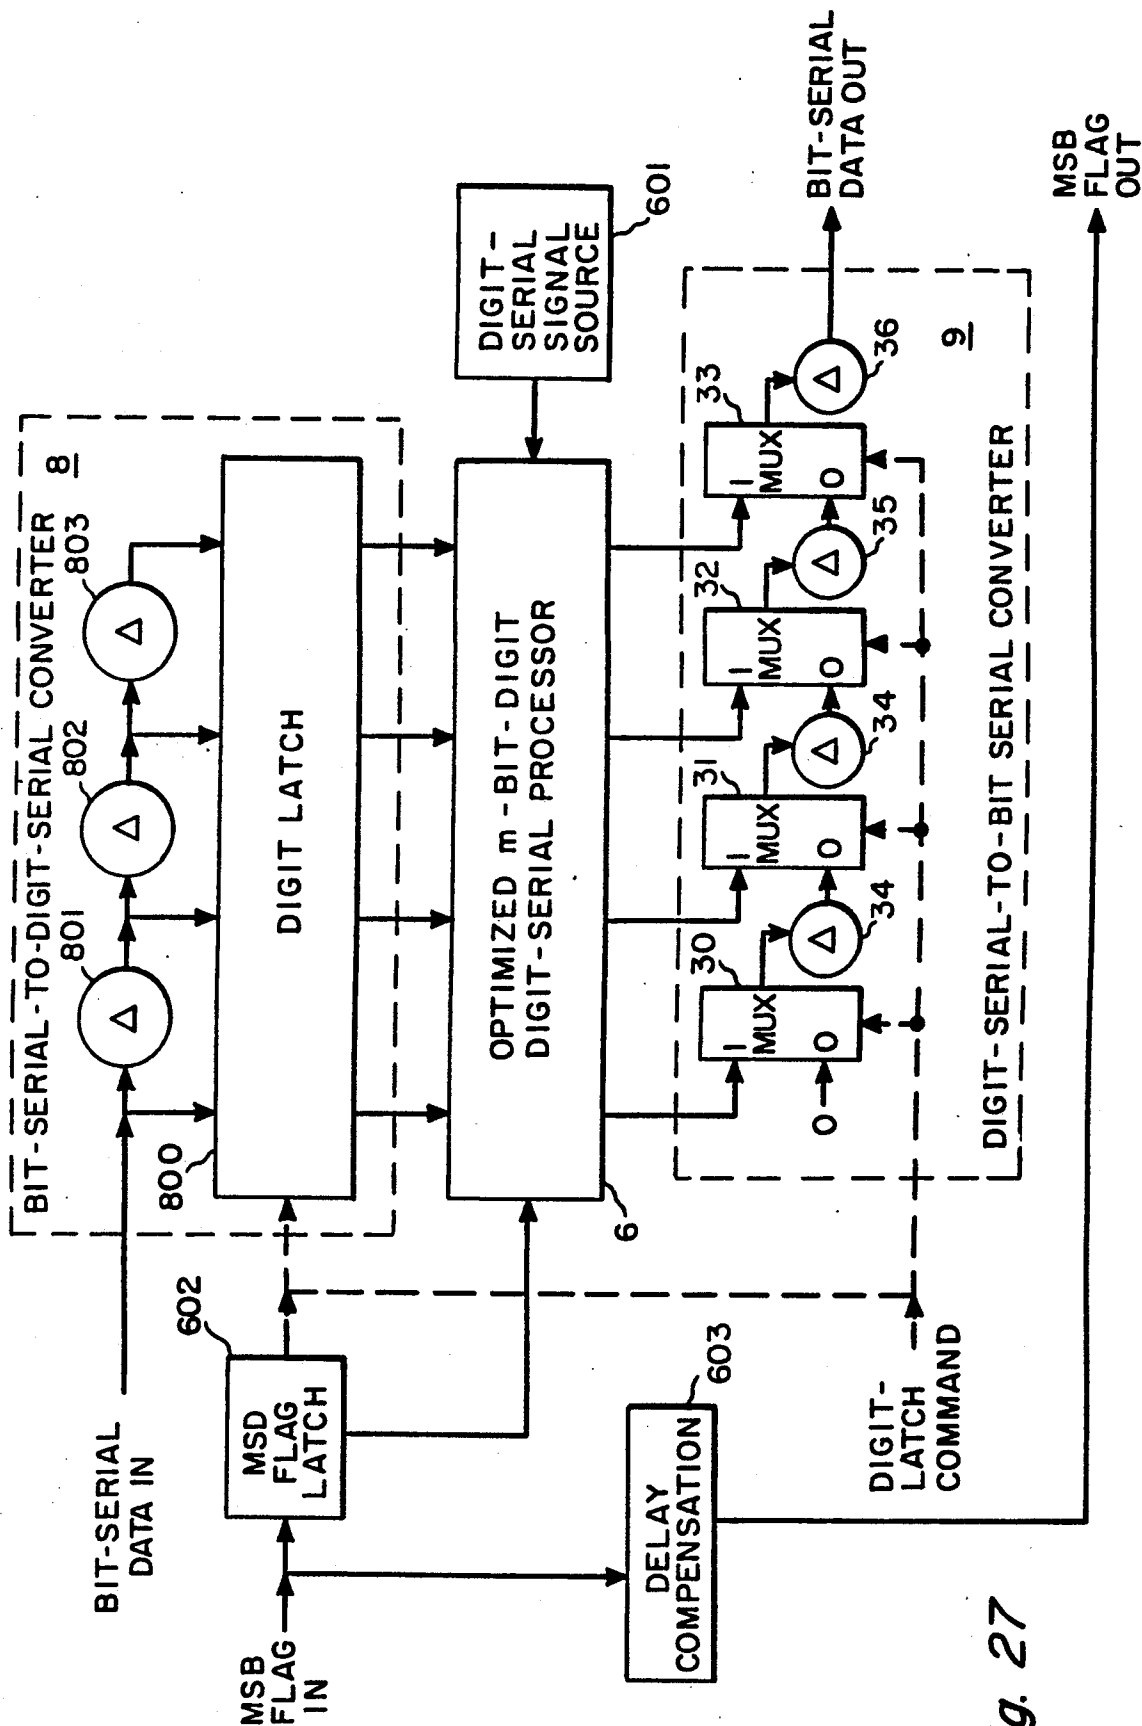 BIT-SERIAL-TO-DIGIT-SERIAL CONVERTER
8
801
802
803
Δ
Δ
Δ
BIT-SERIAL
DATA IN
800
DIGIT LATCH
602
MSB
FLAG
IN
MSD
FLAG
LATCH
OPTIMIZED m-BIT-DIGIT
DIGIT-SERIAL PROCESSOR
6
DIGIT-
SERIAL
SIGNAL
SOURCE
601
DELAY
COMPENSATION
603
30
31
32
33
1
MUX
0
1
MUX
0
1
MUX
0
1
MUX
0
0
Δ
Δ
Δ
Δ
34
34
35
36
BIT-SERIAL
DATA OUT
9
DIGIT-
LATCH
COMMAND
DIGIT-SERIAL-TO-BIT SERIAL CONVERTER
MSB
FLAG
OUT
g. 27